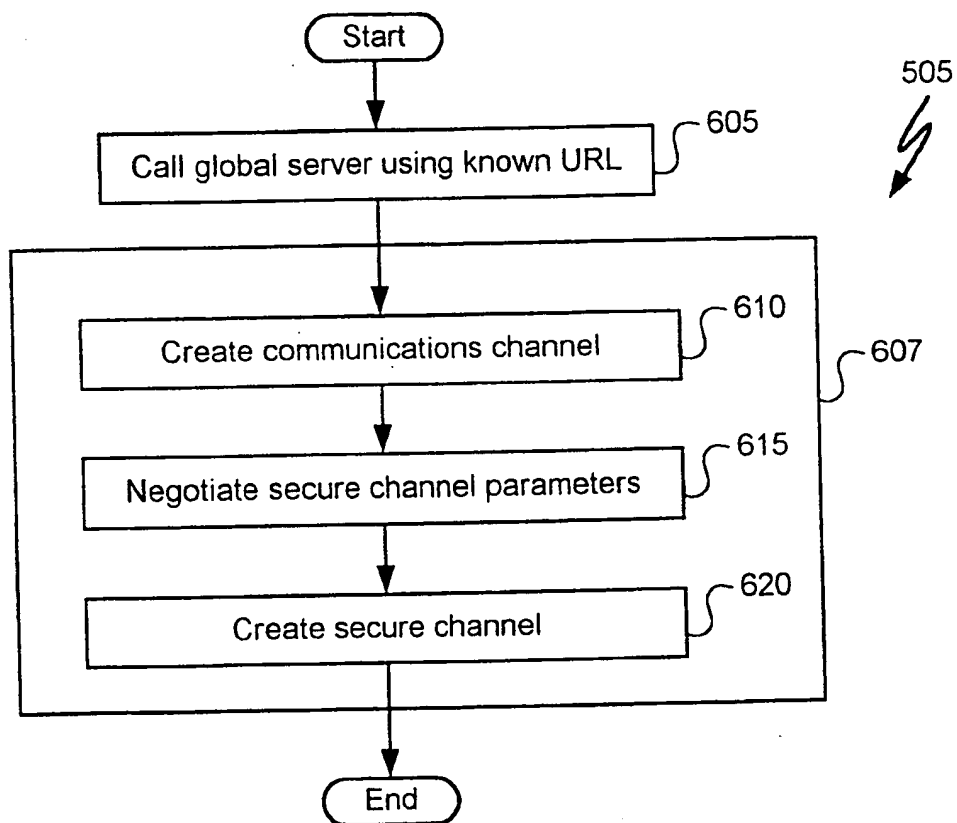 Start
505
605
Call global server using known URL
610
Create communications channel
607
615
Negotiate secure channel parameters
620
Create secure channel
End